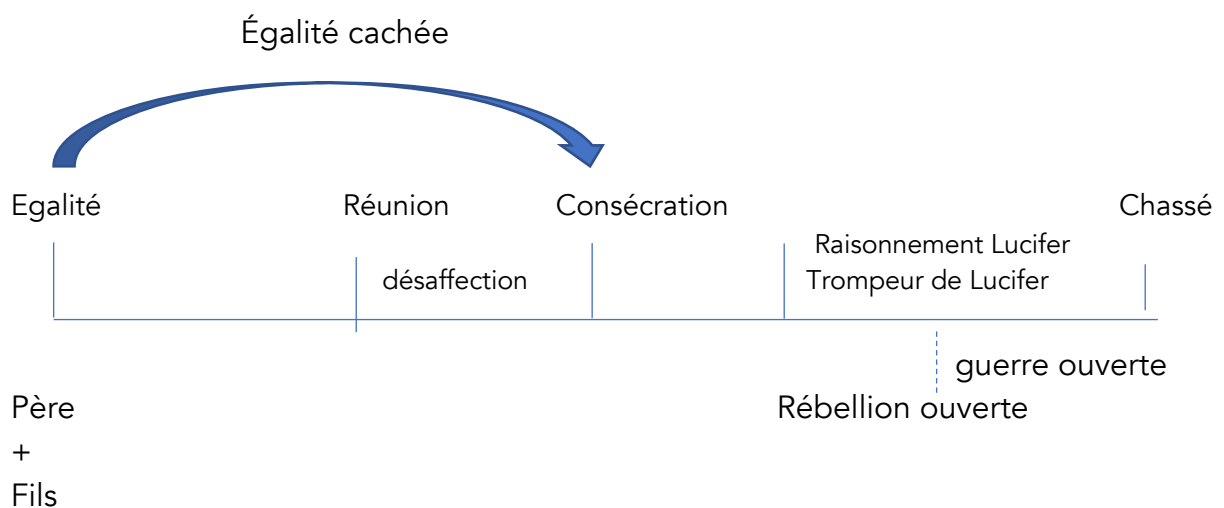 Égalité cachée
Egalité Réunion Consécration Chassé
Raisonnement Lucifer
désaffection Trompeur de Lucifer
guerre ouverte
Père Rébellion ouverte
+
Fils